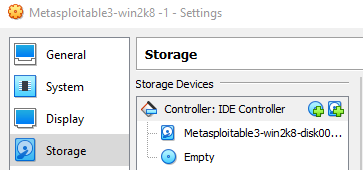 Metasploitable3-win2k8 -1 - Settings
General
System
Display
Storage
Storage
Storage Devices
Controller: IDE Controller
Metasploitable3-win2k8-disk00...
Empty